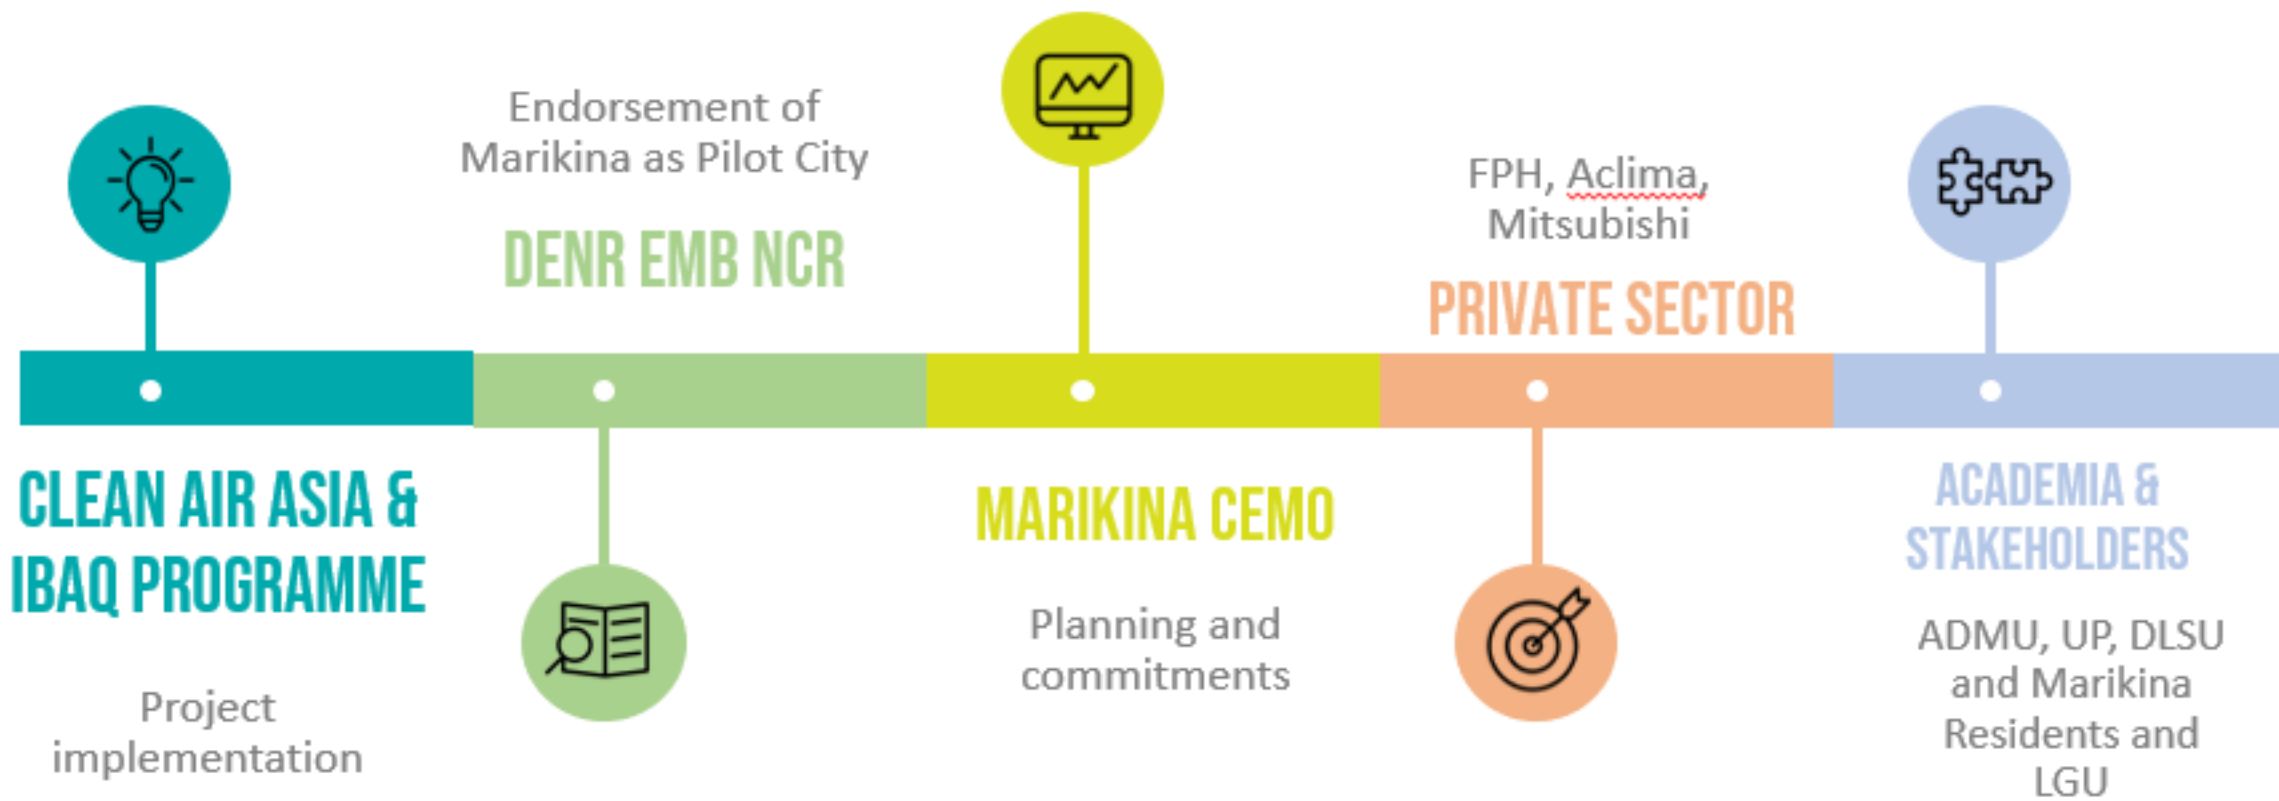 CLEAN AIR ASIA &
IBAQ PROGRAMME
Project
implementation
Endorsement of
Marikina as Pilot City
DENR EMB NCR
MARIKINA CEMO
Planning and
commitments
FPH, Aclima,
Mitsubishi
PRIVATE SECTOR
ACADEMIA &
STAKEHOLDERS
ADMU, UP, DLSU
and Marikina
Residents and
LGU